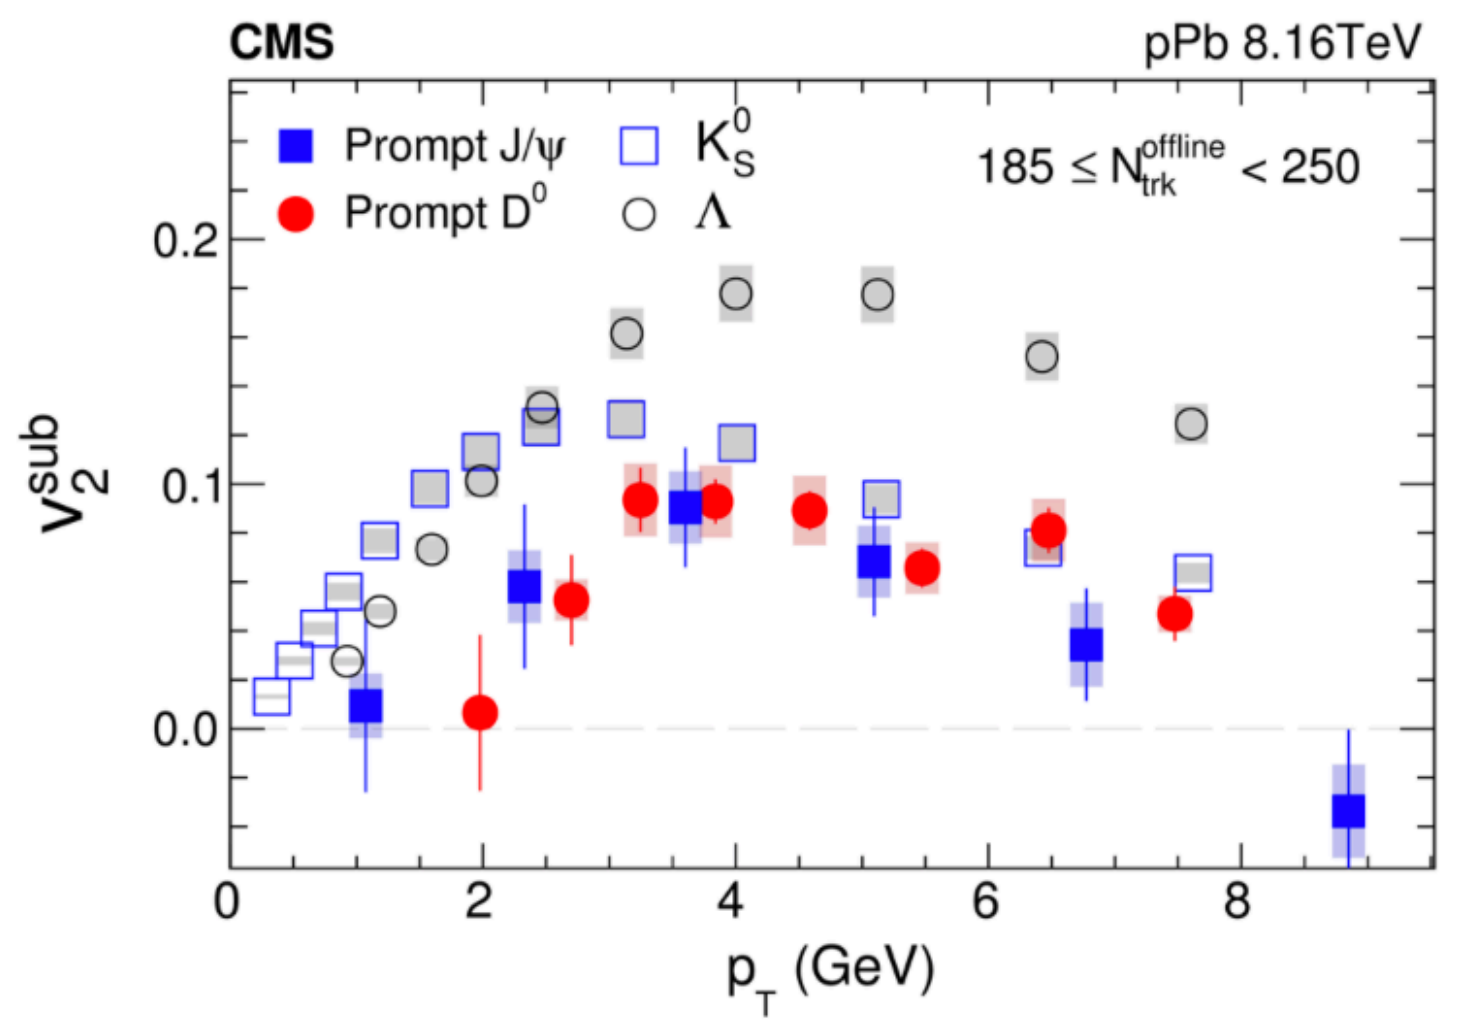 CMS pPb 8.16TeV
Prompt J/ψ K⁰_S 185 ≤ N^offline_trk < 250
Prompt D⁰ Λ
0.2
0.1
0.0
v₂^sub
0 2 4 6 8
p_T (GeV)